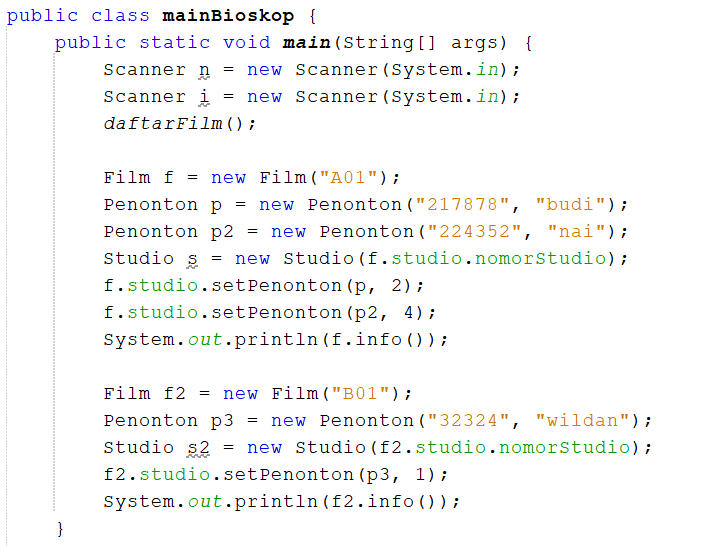 public class mainBioskop {
    public static void main(String[] args) {
        Scanner n = new Scanner(System.in);
        Scanner i = new Scanner(System.in);
        daftarFilm();

        Film f = new Film("A01");
        Penonton p = new Penonton("217878", "budi");
        Penonton p2 = new Penonton("224352", "nai");
        Studio s = new Studio(f.studio.nomorStudio);
        f.studio.setPenonton(p, 2);
        f.studio.setPenonton(p2, 4);
        System.out.println(f.info());

        Film f2 = new Film("B01");
        Penonton p3 = new Penonton("32324", "wildan");
        Studio s2 = new Studio(f2.studio.nomorStudio);
        f2.studio.setPenonton(p3, 1);
        System.out.println(f2.info());
    }